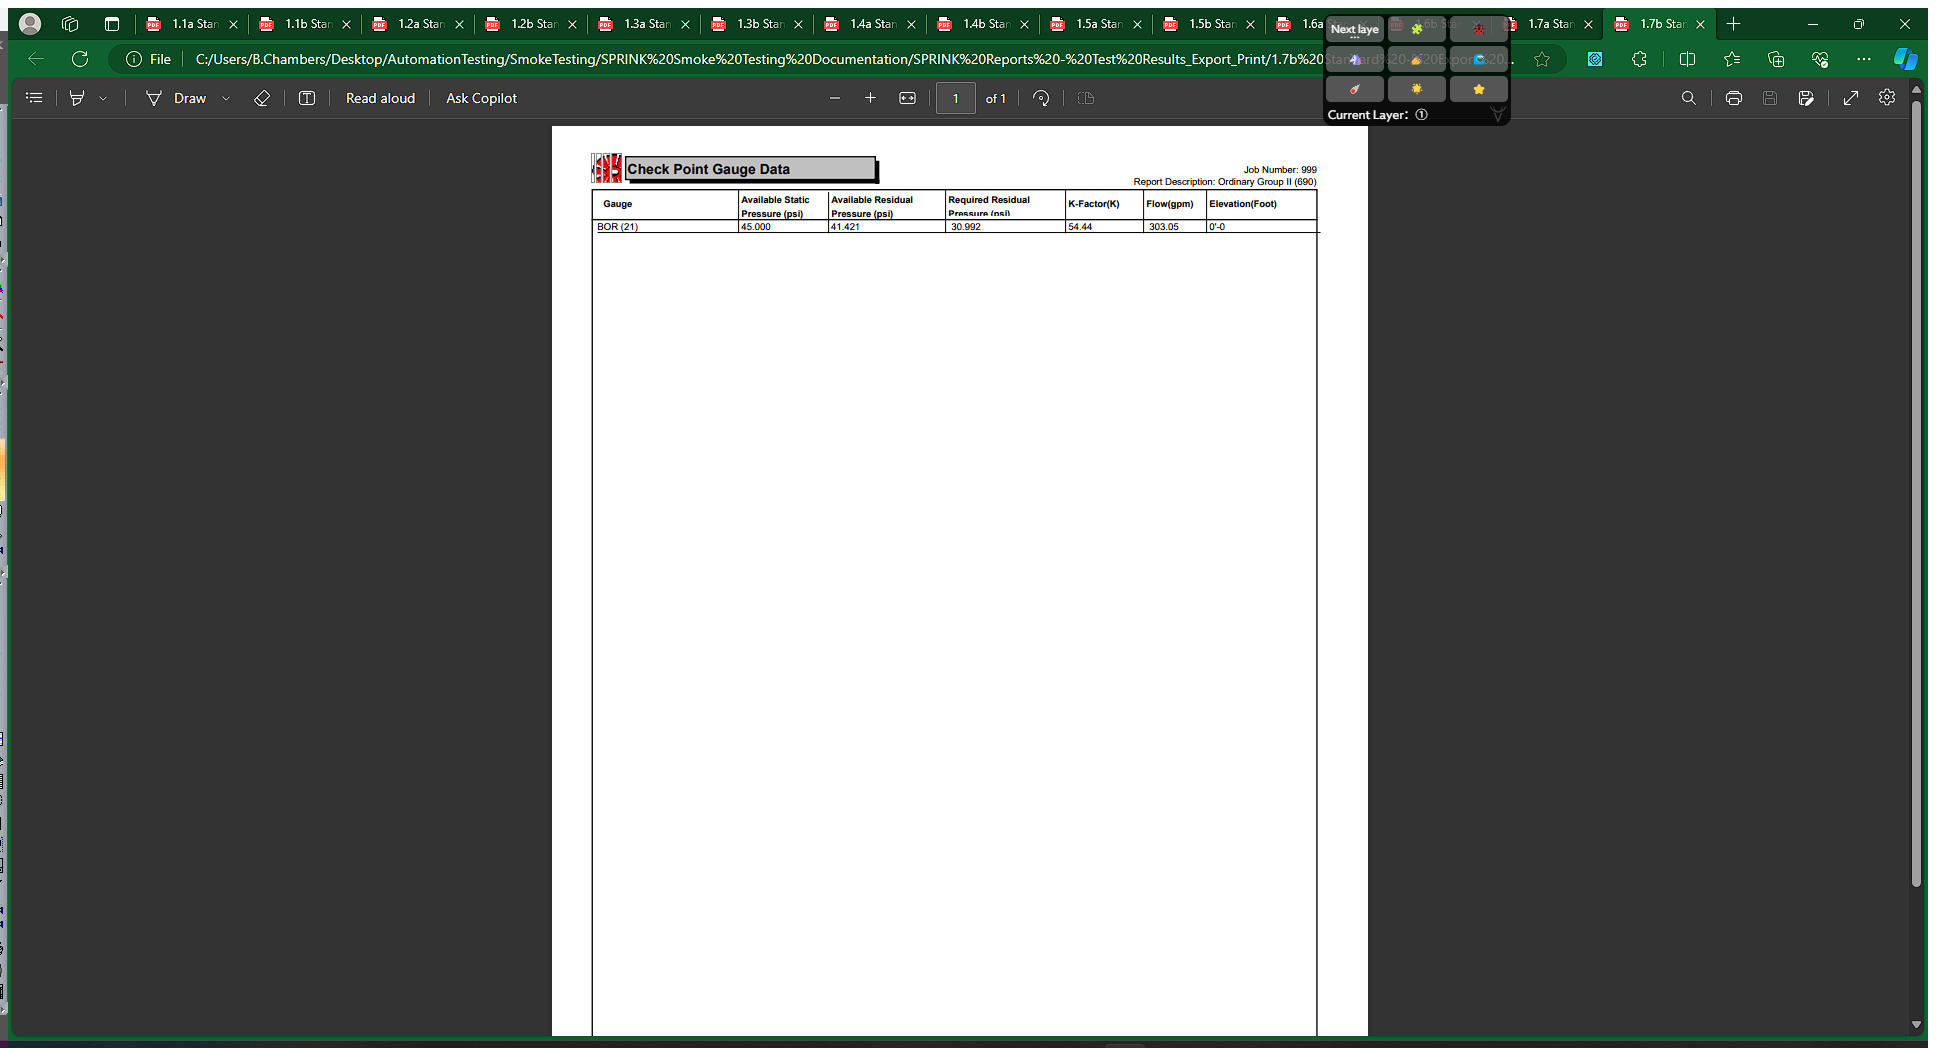 1.1a Stan
1.1b Stan
1.2a Stan
1.2b Stan
1.3a Stan
1.3b Stan
1.4a Stan
1.4b Stan
1.5a Stan
1.5b Stan
1.6a
1.7a Stan
1.7b Stan
File
C:/Users/B.Chambers/Desktop/AutomationTesting/SmokeTesting/SPRINK%20Smoke%20Testing%20Documentation/SPRINK%20Reports%20-%20Test%20Results_Export_Print/1.7b%20Standard%20-%20Export%20...
Next laye
...
Current Layer: ①
Draw
Read aloud
Ask Copilot
1 of 1
Check Point Gauge Data
Job Number: 999
Report Description: Ordinary Group II (690)
Gauge
Available Static
Pressure (psi)
Available Residual
Pressure (psi)
Required Residual
Pressure (psi)
K-Factor(K)
Flow(gpm)
Elevation(Foot)
BOR (21) 45.000 41.421 30.992 54.44 303.05 0'-0